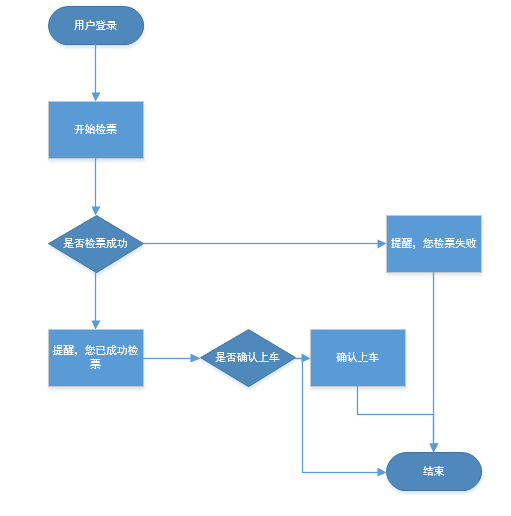 用户登录
开始检票
是否检票成功
提醒，您检票失败
提醒，您已成功检
票
是否确认上车
确认上车
结束